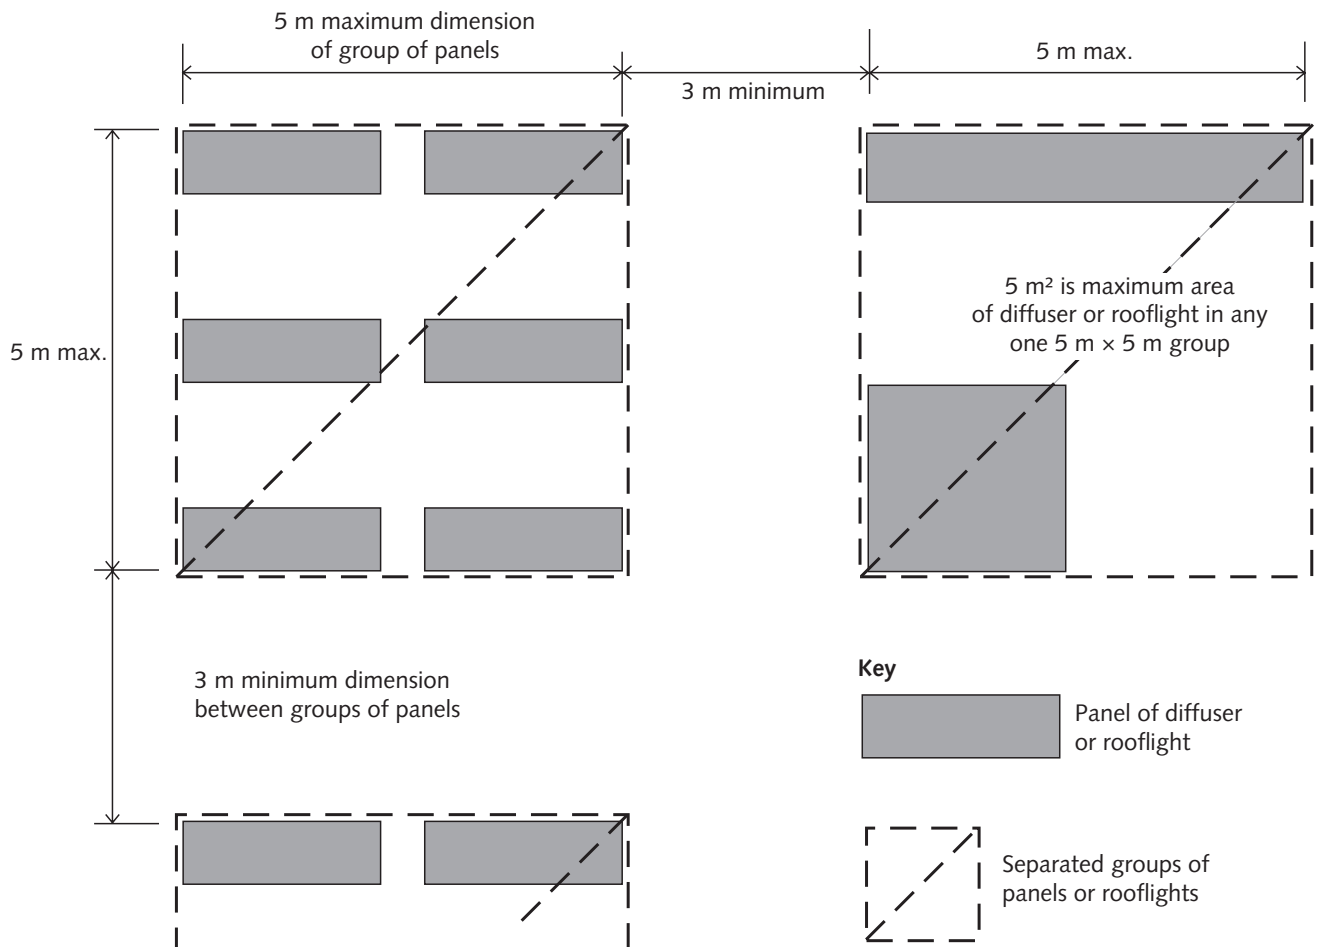 5 m maximum dimension
of group of panels
5 m max.
3 m minimum
5 m² is maximum area
of diffuser or rooflight in any
one 5 m × 5 m group
5 m max.
3 m minimum dimension
between groups of panels
Key
Panel of diffuser
or rooflight
Separated groups of
panels or rooflights